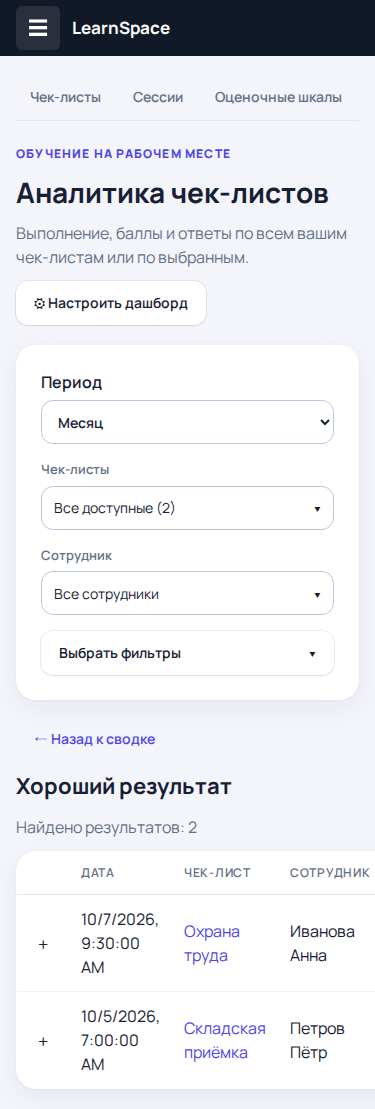 ☰ LearnSpace
Чек-листы Сессии Оценочные шкалы
ОБУЧЕНИЕ НА РАБОЧЕМ МЕСТЕ
Аналитика чек-листов
Выполнение, баллы и ответы по всем вашим
чек-листам или по выбранным.
⚙ Настроить дашборд
Период
Месяц
Чек-листы
Все доступные (2) ▾
Сотрудник
Все сотрудники ▾
Выбрать фильтры ▾
← Назад к сводке
Хороший результат
Найдено результатов: 2
ДАТА ЧЕК-ЛИСТ СОТРУДНИК
+ 10/7/2026, 9:30:00 AM Охрана труда Иванова Анна
+ 10/5/2026, 7:00:00 AM Складская приёмка Петров Пётр